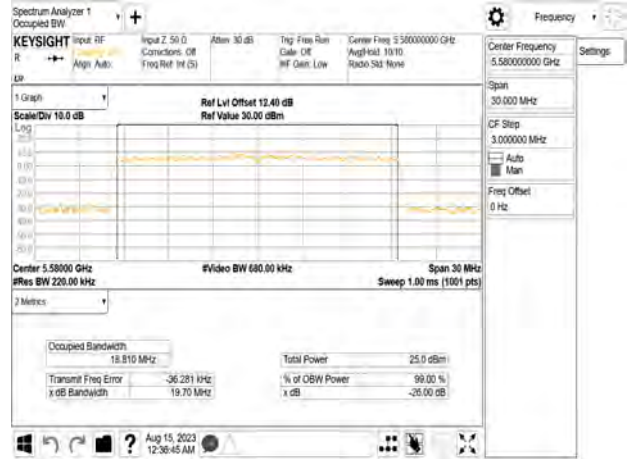 Spectrum Analyzer 1
Occupied BW
Frequency
KEYSIGHT Input: RF
R
Align: Auto
Input Z: 50 Ω
Corrections: Off
Freq Ref: Int (S)
Atten: 30 dB
Trig: Free Run
Gate: Off
#IF Gain: Low
Center Freq: 5.580000000 GHz
Avg|Hold: 10/10
Radio Std: None
Center Frequency
5.580000000 GHz
Settings
Span
30.000 MHz
CF Step
3.000000 MHz
Auto
Man
Freq Offset
0 Hz
1 Graph
Scale/Div 10.0 dB
Ref Lvl Offset 12.40 dB
Ref Value 30.00 dBm
Log
Center 5.58000 GHz
#Video BW 680.00 kHz
Span 30 MHz
#Res BW 220.00 kHz
Sweep 1.00 ms (1001 pts)
2 Metrics
Occupied Bandwidth
18.810 MHz
Total Power
25.0 dBm
Transmit Freq Error
-36.281 kHz
% of OBW Power
99.00 %
x dB Bandwidth
19.70 MHz
x dB
-26.00 dB
Aug 15, 2023
12:36:45 AM